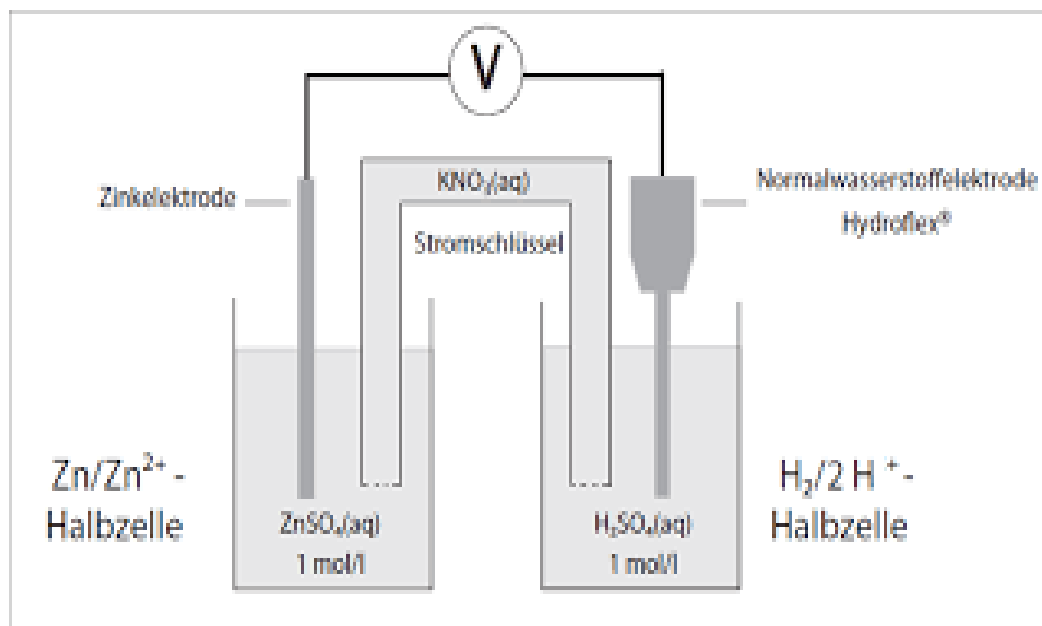 V
KNO₃(aq)
Zinkelektrode
Normalwasserstoffelektrode
Hydroflex®
Stromschlüssel
Zn/Zn²⁺ -
Halbzelle
ZnSO₄(aq)
1 mol/l
H₂SO₄(aq)
1 mol/l
H₂/2 H ⁺ -
Halbzelle